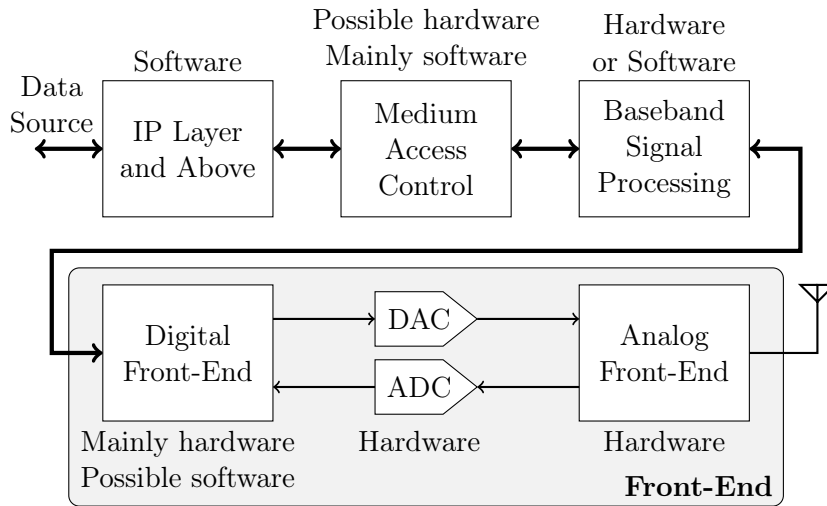 Possible hardware
Mainly software
Hardware
or Software
Software
Data
Source
IP Layer
and Above
Medium
Access
Control
Baseband
Signal
Processing
Digital
Front-End
DAC
ADC
Analog
Front-End
Mainly hardware
Possible software
Hardware
Hardware
Front-End